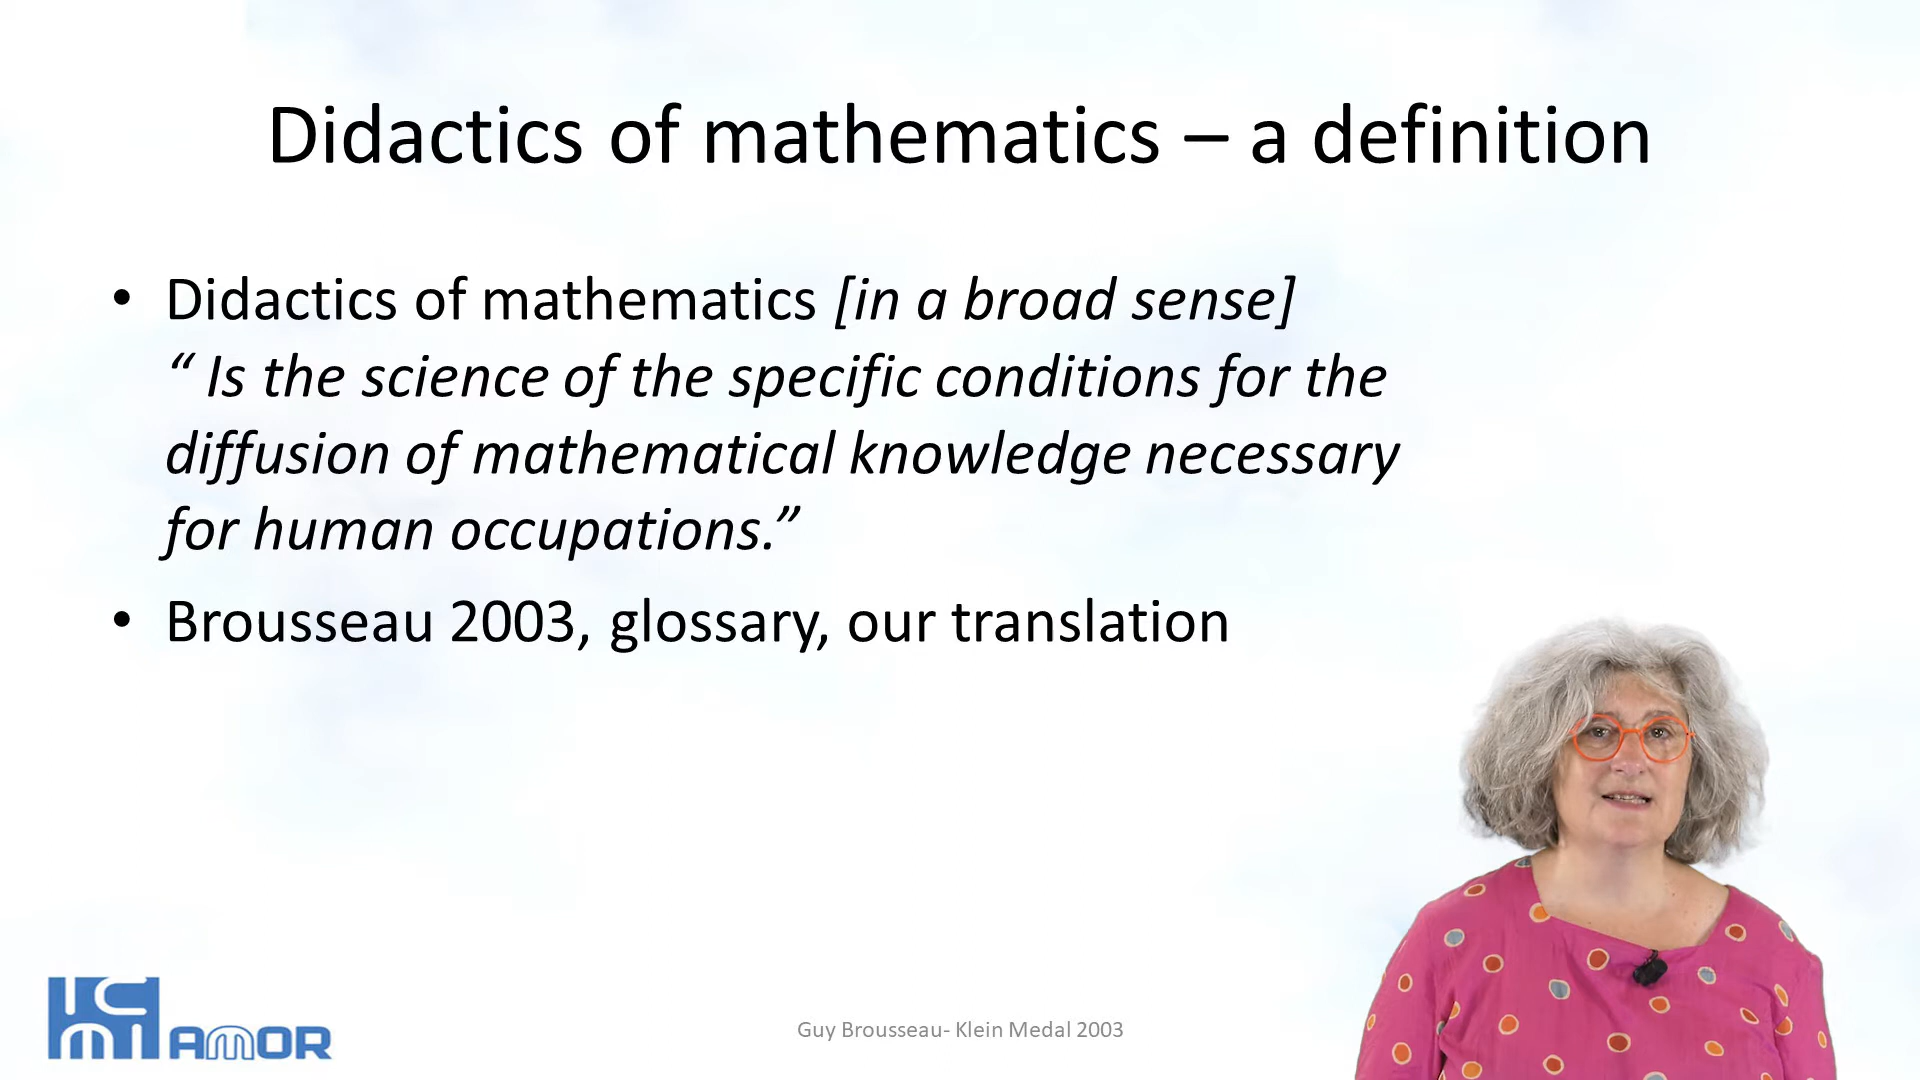 Didactics of mathematics – a definition
• Didactics of mathematics [in a broad sense]
“ Is the science of the specific conditions for the
diffusion of mathematical knowledge necessary
for human occupations.”
• Brousseau 2003, glossary, our translation
ICMI AMOR
Guy Brousseau- Klein Medal 2003